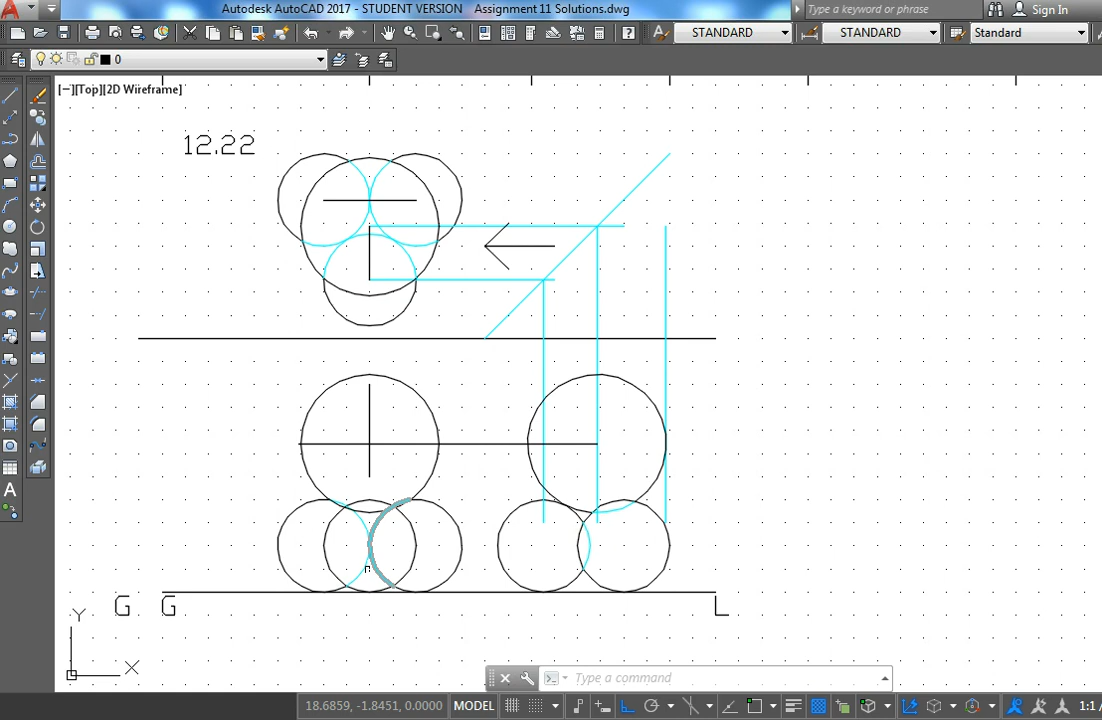 Autodesk AutoCAD 2017 - STUDENT VERSION Assignment 11 Solutions.dwg
Type a keyword or phrase
Sign In
STANDARD
STANDARD
Standard
0
[−][Top][2D Wireframe]
12.22
G G L
Y
X
A
Type a command
18.6859, -1.8451, 0.0000 MODEL
1:1